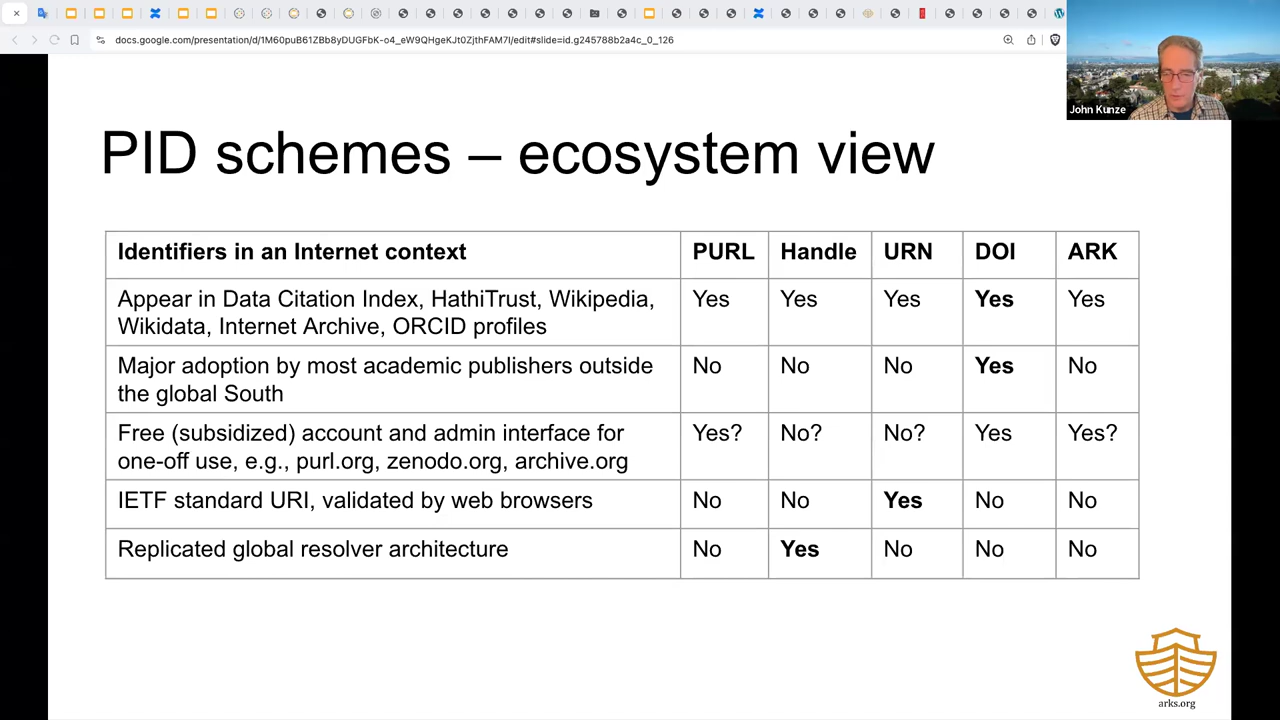 docs.google.com/presentation/d/1M60puB61ZBb8yDUGFbK-o4_eW9QHgeKJt0ZjthFAM7I/edit#slide=id.g245788b2a4c_0_126
John Kunze
PID schemes – ecosystem view
Identifiers in an Internet context PURL Handle URN DOI ARK
Appear in Data Citation Index, HathiTrust, Wikipedia,
Wikidata, Internet Archive, ORCID profiles
Yes Yes Yes Yes Yes
Major adoption by most academic publishers outside
the global South
No No No Yes No
Free (subsidized) account and admin interface for
one-off use, e.g., purl.org, zenodo.org, archive.org
Yes? No? No? Yes Yes?
IETF standard URI, validated by web browsers No No Yes No No
Replicated global resolver architecture No Yes No No No
arks.org